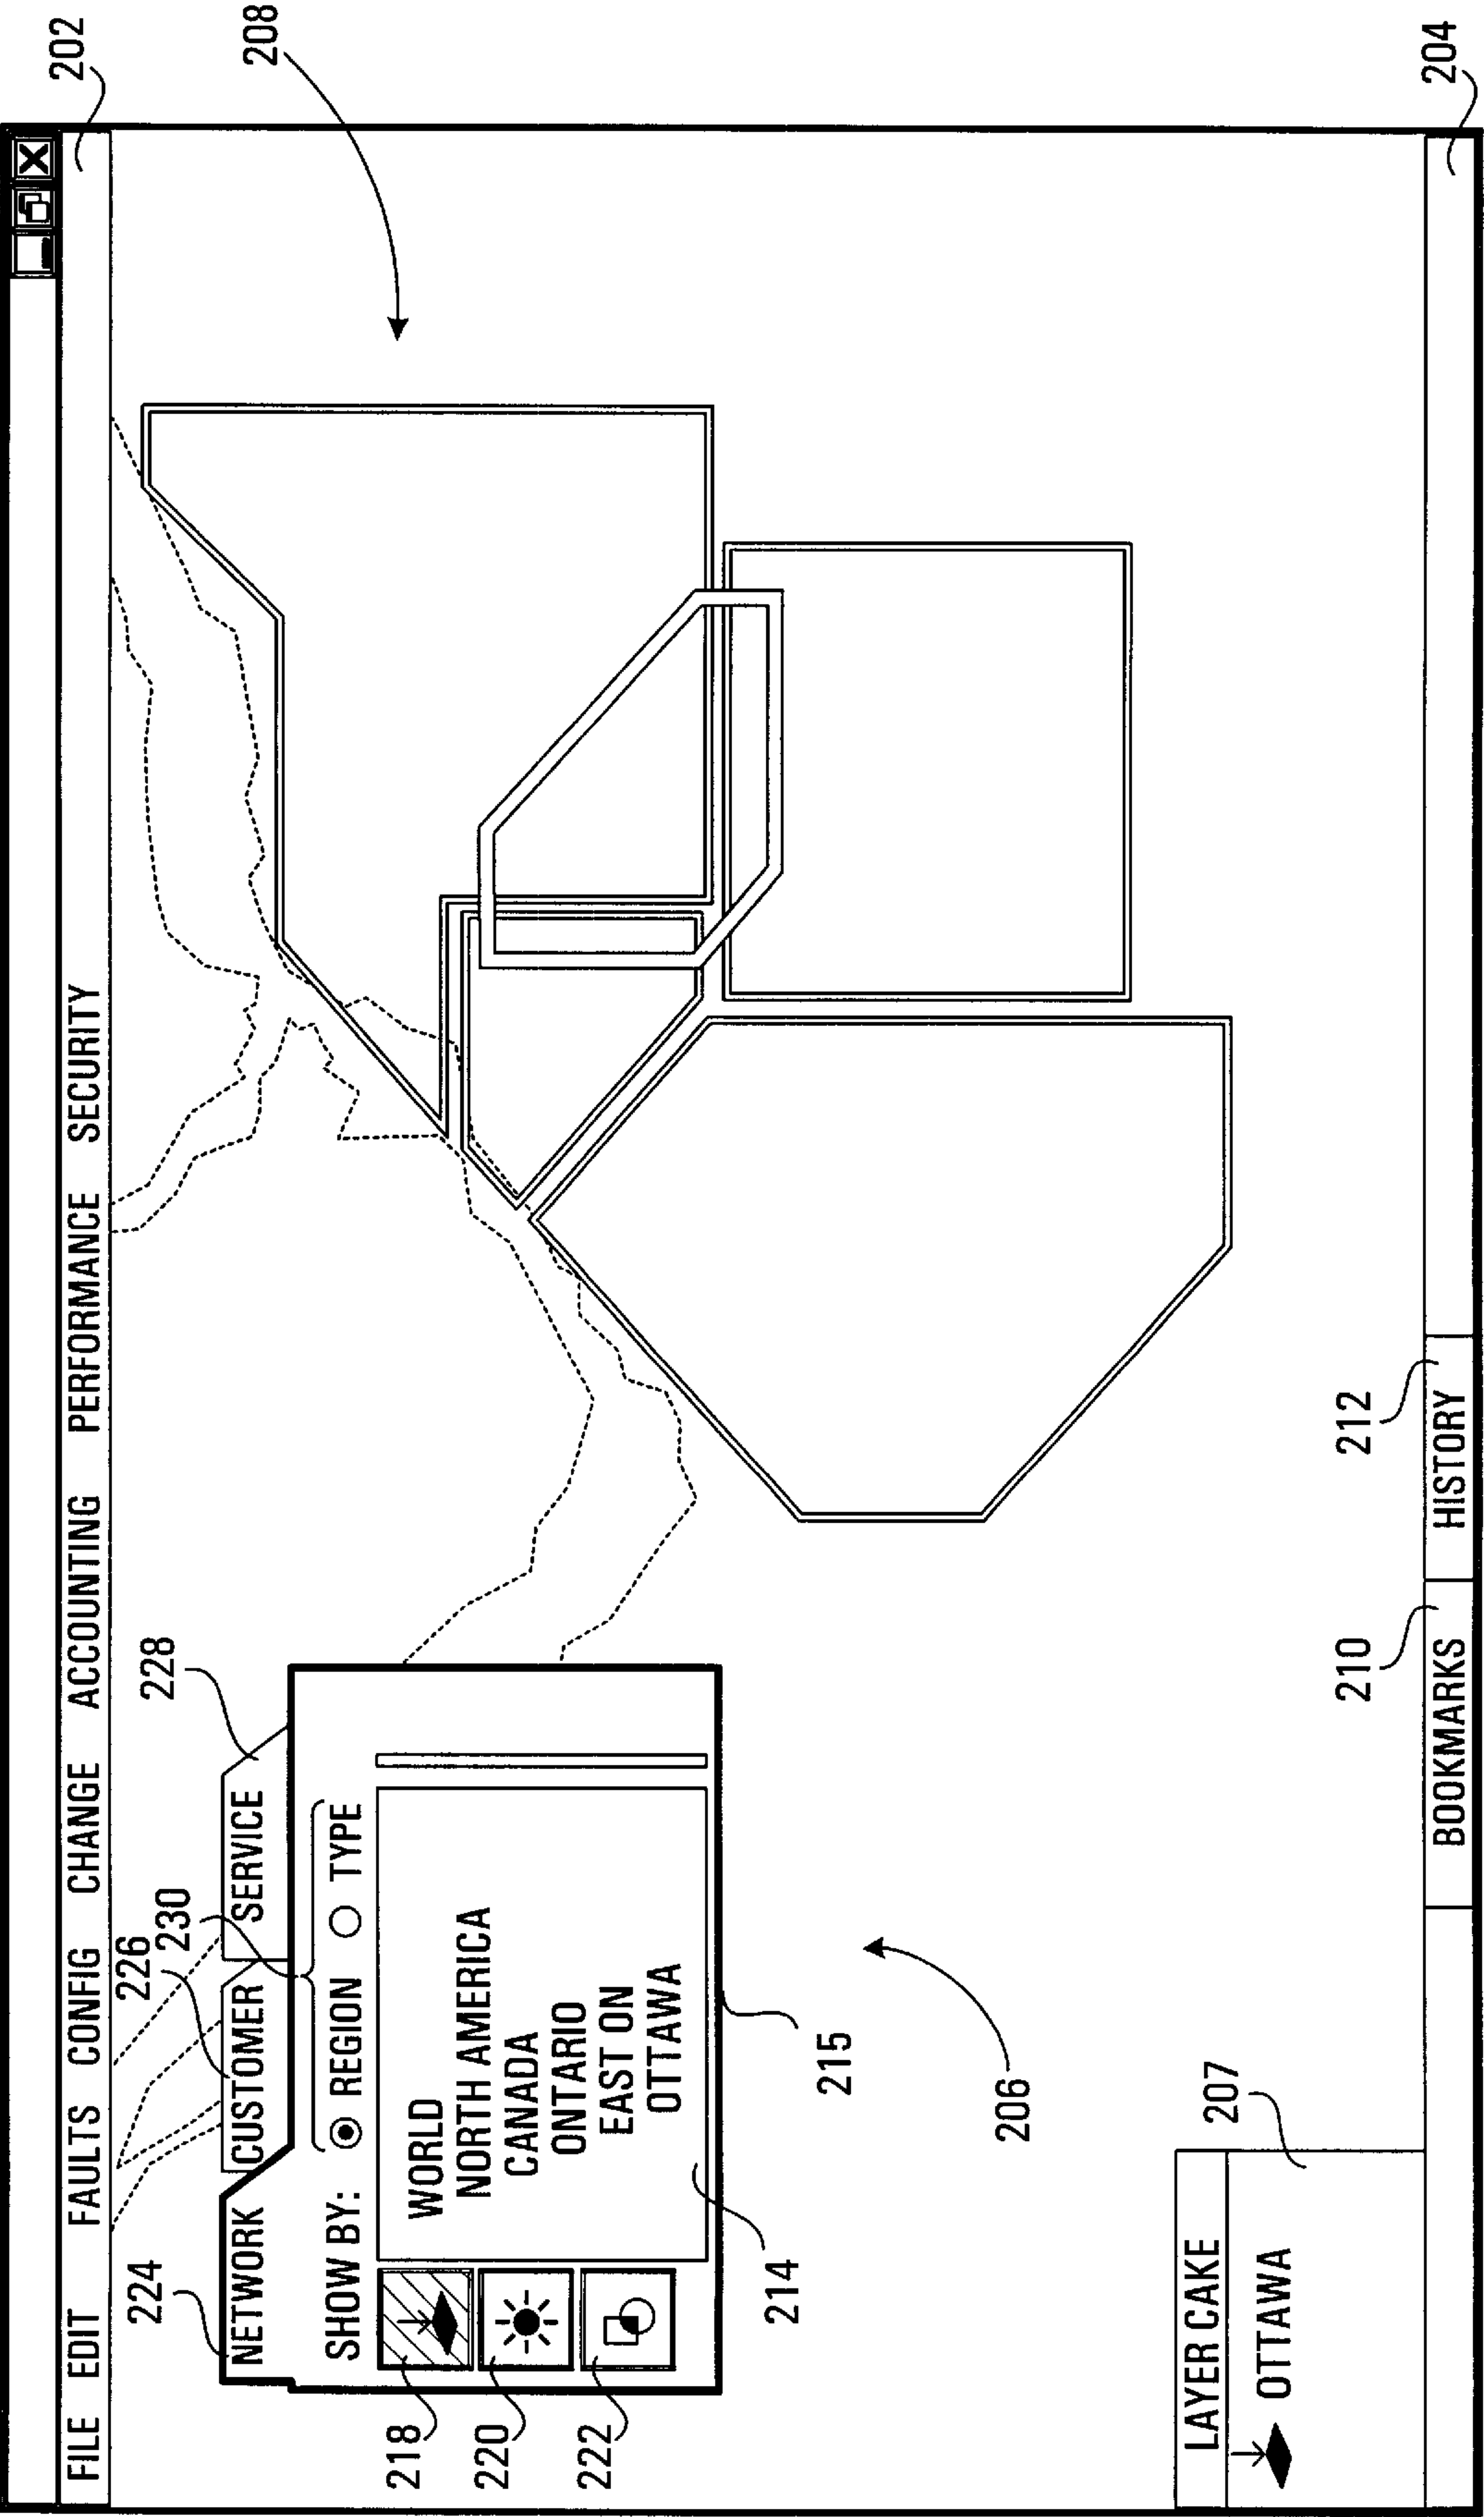 202
208
FILE EDIT FAULTS CONFIG CHANGE ACCOUNTING PERFORMANCE SECURITY
224
226
230
228
NETWORK
CUSTOMER
SERVICE
SHOW BY: REGION TYPE
218
220
222
WORLD
NORTH AMERICA
CANADA
ONTARIO
EAST ON
OTTAWA
214
215
206
207
LAYER CAKE
OTTAWA
210
212
BOOKMARKS
HISTORY
204